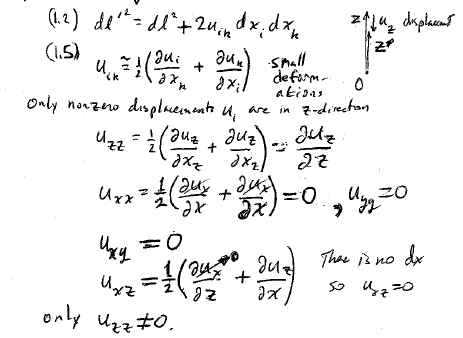 (1.2) dl'² = dl² + 2u_ik dx_i dx_k
z u_z displacement
(1.5) u_ik ≅ ½(∂u_i/∂x_k + ∂u_k/∂x_i) small deformations
0
Only nonzero displacements u_i are in z-direction
u_zz = ½(∂u_z/∂x_z + ∂u_z/∂x_z) = ∂u_z/∂z
u_xx = ½(∂u_x/∂x + ∂u_x/∂x) = 0, u_yy = 0
u_xy = 0
u_xz = ½(∂u_x/∂z → 0 + ∂u_z/∂x) There is no dx
so u_xz = 0
only u_zz ≠ 0.